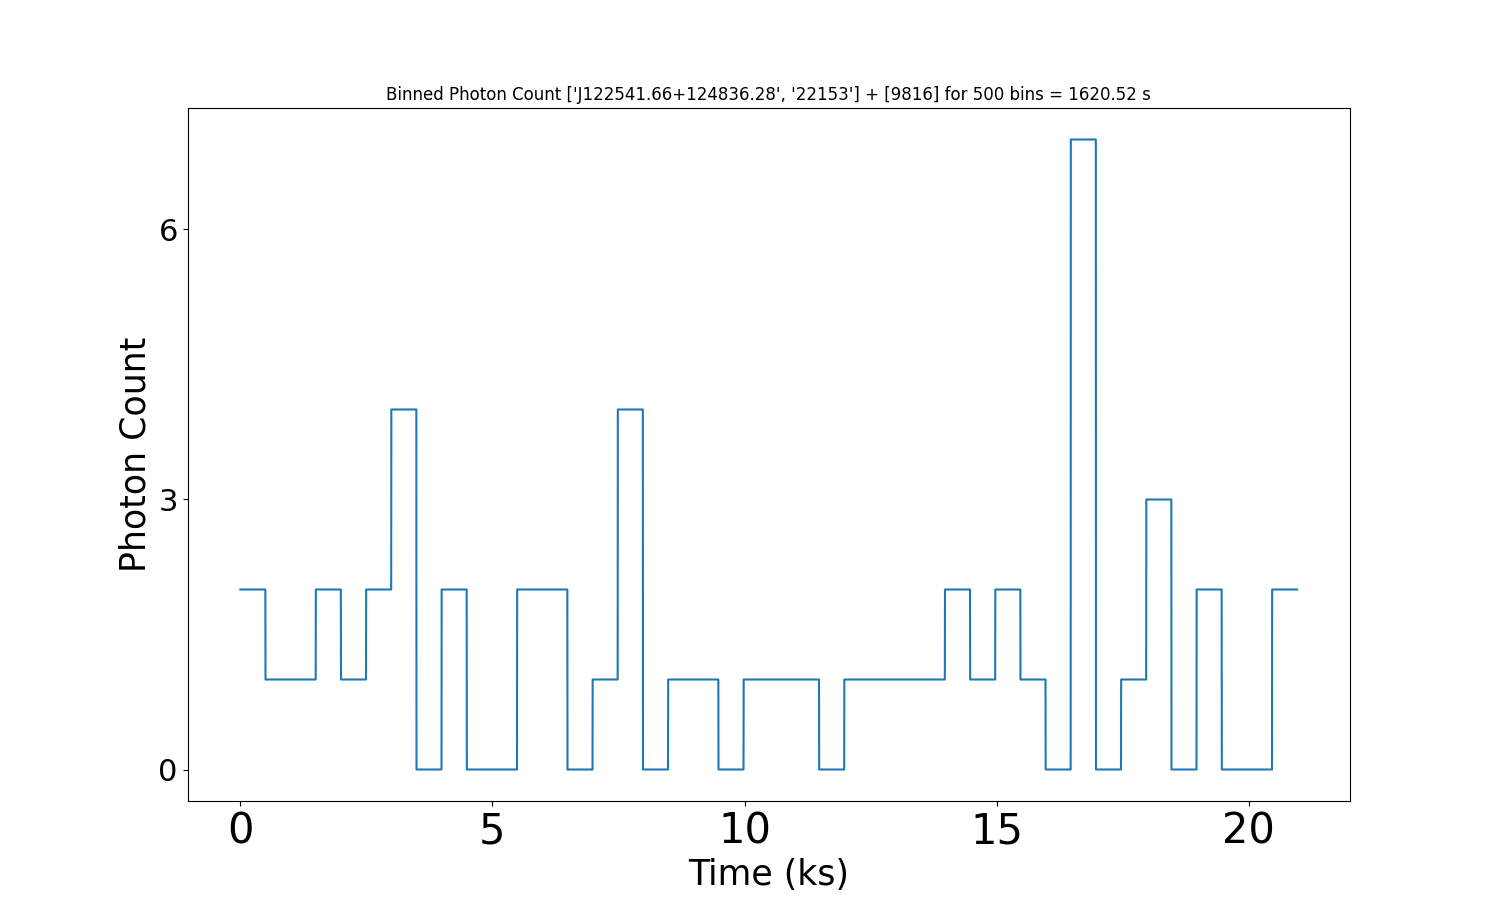 Binned Photon Count ['J122541.66+124836.28', '22153'] + [9816] for 500 bins = 1620.52 s
6
3
0
Photon Count
0 5 10 15 20
Time (ks)